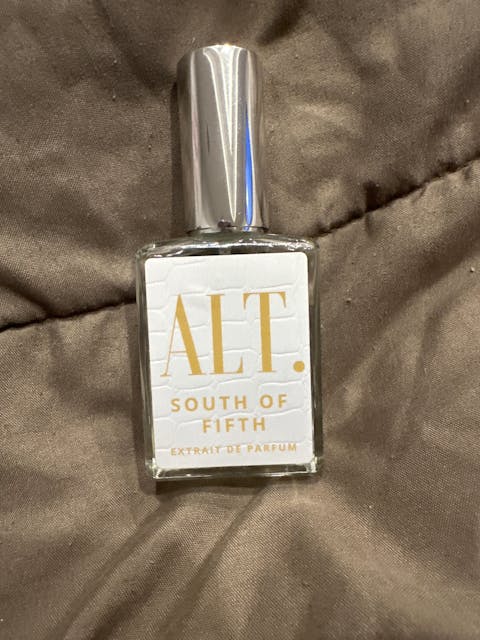 ALT.
SOUTH OF
FIFTH
EXTRAIT DE PARFUM